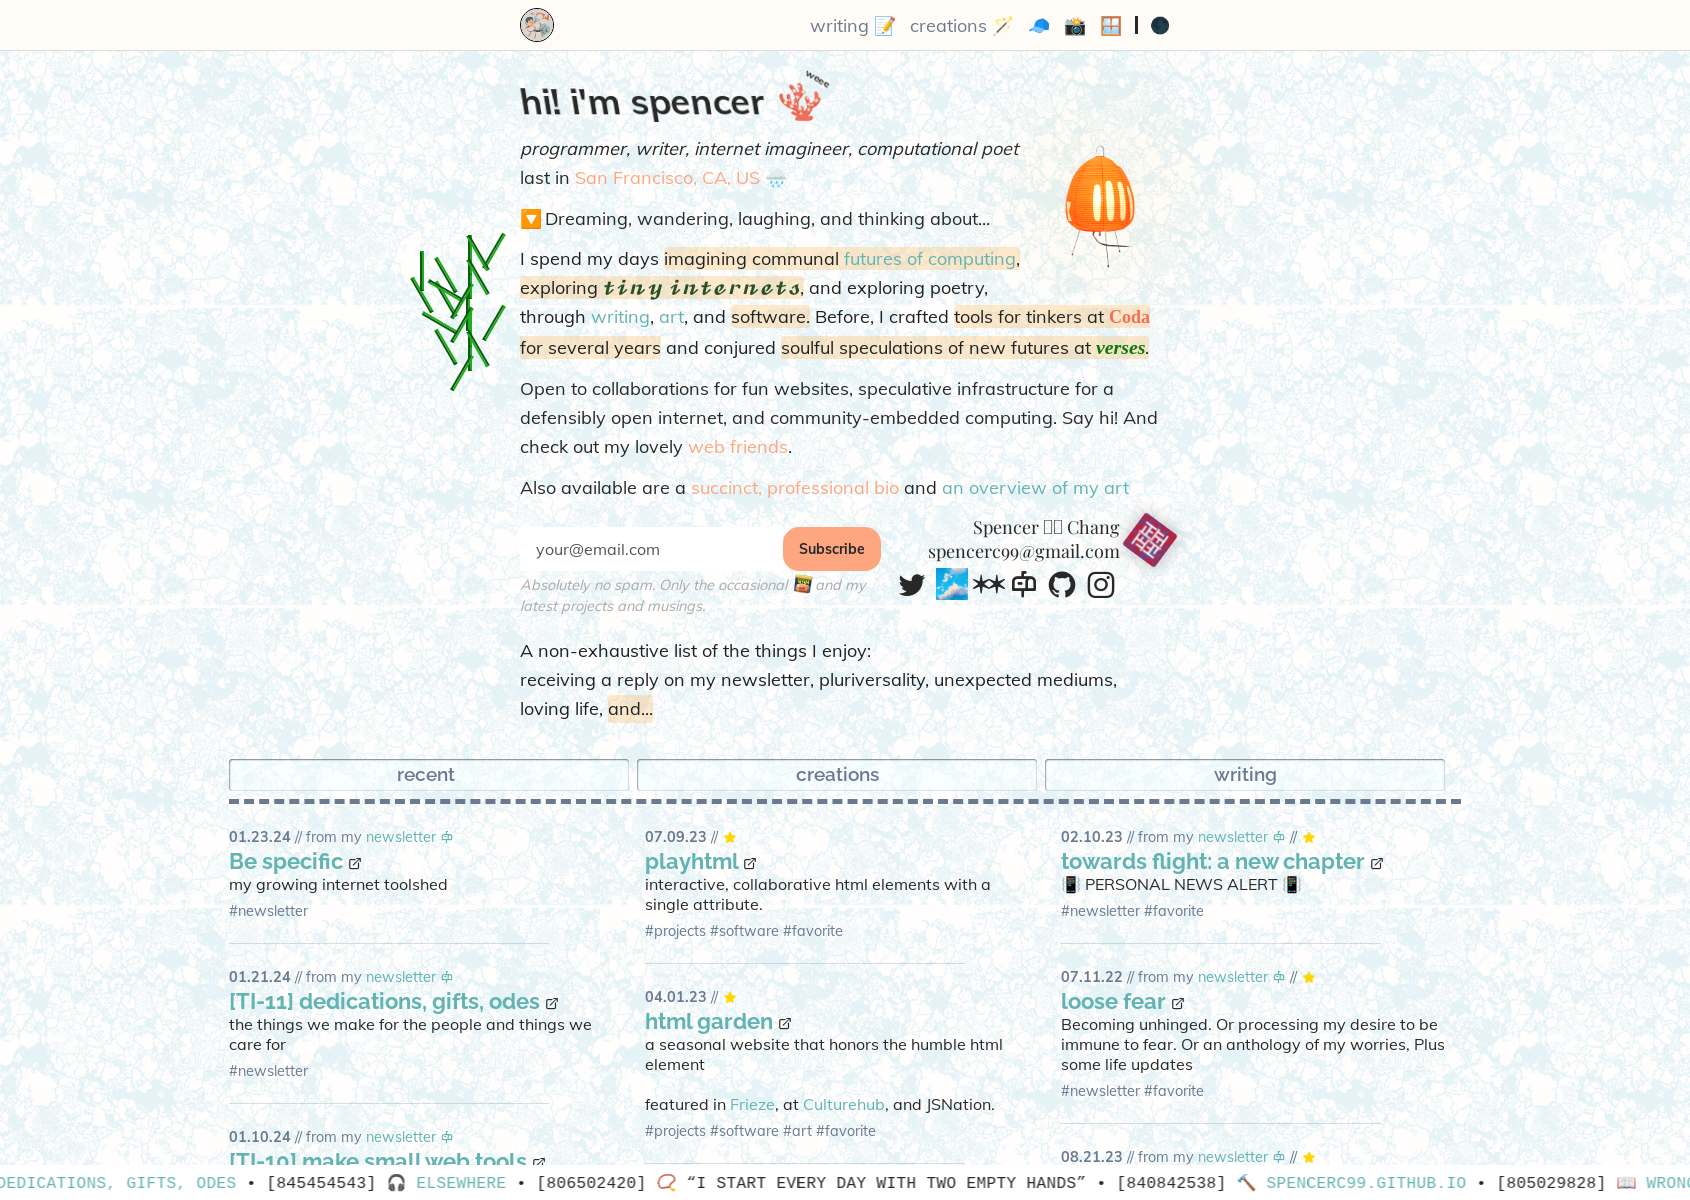 writing 📝 creations 🪄 🧢 📸 🪟 | 🌑
hi! i'm spencer
weee
programmer, writer, internet imagineer, computational poet
last in San Francisco, CA, US 🌧️
🔽 Dreaming, wandering, laughing, and thinking about...
I spend my days imagining communal futures of computing,
exploring tiny internets, and exploring poetry,
through writing, art, and software. Before, I crafted tools for tinkers at Coda
for several years and conjured soulful speculations of new futures at verses.
Open to collaborations for fun websites, speculative infrastructure for a
defensibly open internet, and community-embedded computing. Say hi! And
check out my lovely web friends.
Also available are a succinct, professional bio and an overview of my art
your@email.com
Subscribe
Absolutely no spam. Only the occasional and my
latest projects and musings.
Spencer Chang
spencerc99@gmail.com
A non-exhaustive list of the things I enjoy:
receiving a reply on my newsletter, pluriversality, unexpected mediums,
loving life, and...
recent
creations
writing
01.23.24 // from my newsletter
Be specific
my growing internet toolshed
#newsletter
01.21.24 // from my newsletter
[TI-11] dedications, gifts, odes
the things we make for the people and things we
care for
#newsletter
01.10.24 // from my newsletter
[TI-10] make small web tools
07.09.23 // ⭐
playhtml
interactive, collaborative html elements with a
single attribute.
#projects #software #favorite
04.01.23 // ⭐
html garden
a seasonal website that honors the humble html
element
featured in Frieze, at Culturehub, and JSNation.
#projects #software #art #favorite
02.10.23 // from my newsletter // ⭐
towards flight: a new chapter
📳 PERSONAL NEWS ALERT 📳
#newsletter #favorite
07.11.22 // from my newsletter // ⭐
loose fear
Becoming unhinged. Or processing my desire to be
immune to fear. Or an anthology of my worries, Plus
some life updates
#newsletter #favorite
08.21.23 // from my newsletter // ⭐
DEDICATIONS, GIFTS, ODES • [845454543] 🎧 ELSEWHERE • [806502420] 📿 “I START EVERY DAY WITH TWO EMPTY HANDS” • [840842538] 🔨 SPENCERC99.GITHUB.IO • [805029828] 📖 WRONG